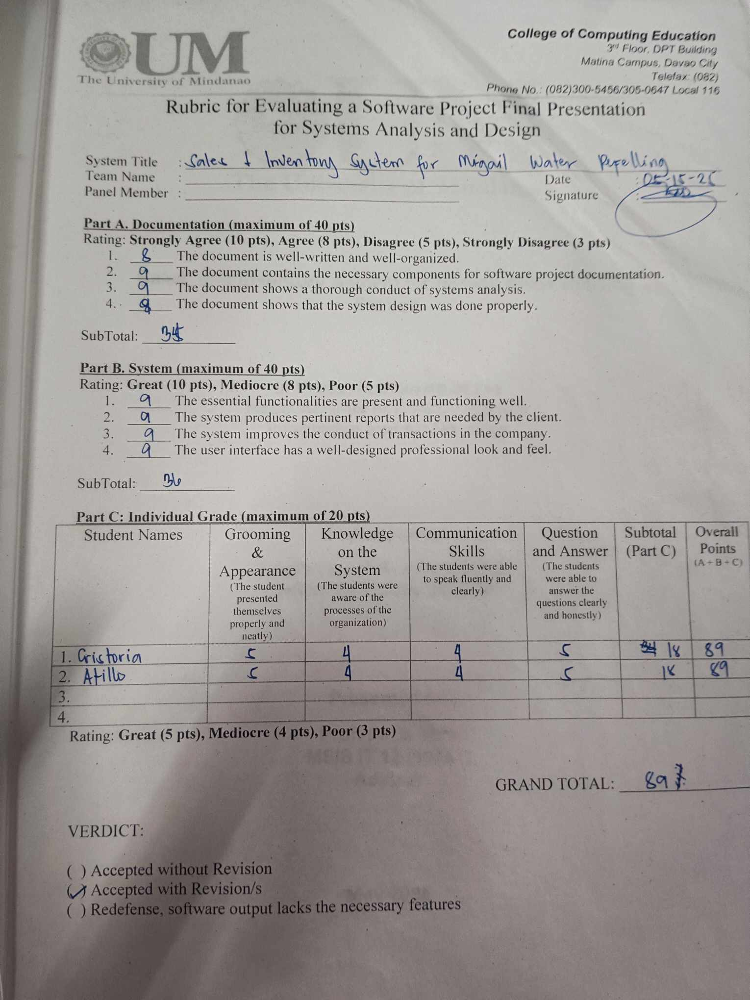 UM
The University of Mindanao
College of Computing Education
3rd Floor, DPT Building
Matina Campus, Davao City
Telefax: (082)
Phone No.: (082)300-5456/305-0647 Local 116
Rubric for Evaluating a Software Project Final Presentation
for Systems Analysis and Design
System Title : Sales & Inventory System for Migail Water Refelling
Team Name :
Date : 05-15-25
Panel Member :
Signature :
Part A. Documentation (maximum of 40 pts)
Rating: Strongly Agree (10 pts), Agree (8 pts), Disagree (5 pts), Strongly Disagree (3 pts)
1. 8 The document is well-written and well-organized.
2. 9 The document contains the necessary components for software project documentation.
3. 9 The document shows a thorough conduct of systems analysis.
4. The document shows that the system design was done properly.
SubTotal: 35
Part B. System (maximum of 40 pts)
Rating: Great (10 pts), Mediocre (8 pts), Poor (5 pts)
1. 9 The essential functionalities are present and functioning well.
2. 9 The system produces pertinent reports that are needed by the client.
3. 9 The system improves the conduct of transactions in the company.
4. 9 The user interface has a well-designed professional look and feel.
SubTotal: 36
Part C: Individual Grade (maximum of 20 pts)
Student Names
Grooming & Appearance (The student presented themselves properly and neatly)
Knowledge on the System (The students were aware of the processes of the organization)
Communication Skills (The students were able to speak fluently and clearly)
Question and Answer (The students were able to answer the questions clearly and honestly)
Subtotal (Part C)
Overall Points (A+B+C)
1. Cristoria 5 4 4 5 18 89
2. Atillo 5 4 4 5 18 89
3.
4.
Rating: Great (5 pts), Mediocre (4 pts), Poor (3 pts)
GRAND TOTAL: 89
VERDICT:
( ) Accepted without Revision
(✓) Accepted with Revision/s
( ) Redefense, software output lacks the necessary features